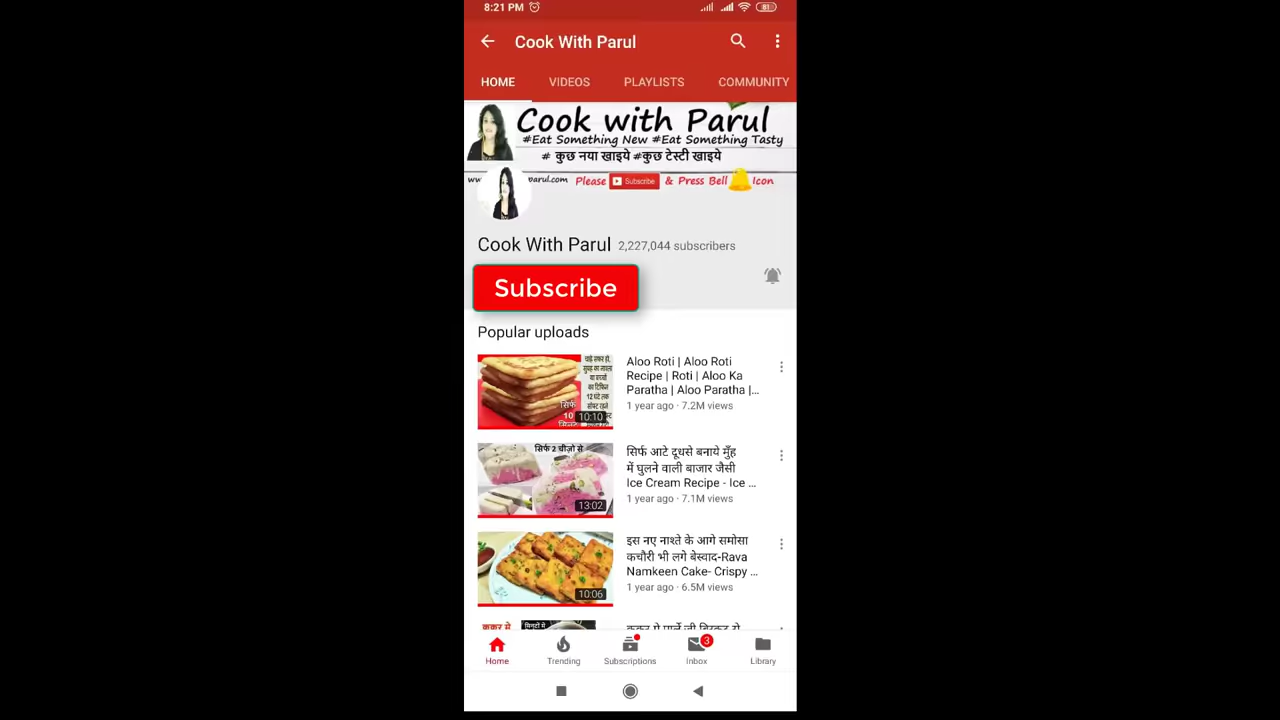 8:21 PM
Cook With Parul
HOME VIDEOS PLAYLISTS COMMUNITY
Cook with Parul
#Eat Something New #Eat Something Tasty
# कुछ नया खाइये #कुछ टेस्टी खाइये
parul.com Please Subscribe & Press Bell Icon
Cook With Parul 2,227,044 subscribers
Subscribe
Popular uploads
सिर्फ
10
10:10
Aloo Roti | Aloo Roti
Recipe | Roti | Aloo Ka
Paratha | Aloo Paratha |...
1 year ago · 7.2M views
सिर्फ 2 चीज़ो से
13:02
सिर्फ आटे दूधसे बनाये मुँह
में घुलने वाली बाजार जैसी
Ice Cream Recipe - Ice ...
1 year ago · 7.1M views
10:06
इस नए नाश्ते के आगे समोसा
कचौरी भी लगे बेस्वाद-Rava
Namkeen Cake- Crispy ...
1 year ago · 6.5M views
3
Home Trending Subscriptions Inbox Library